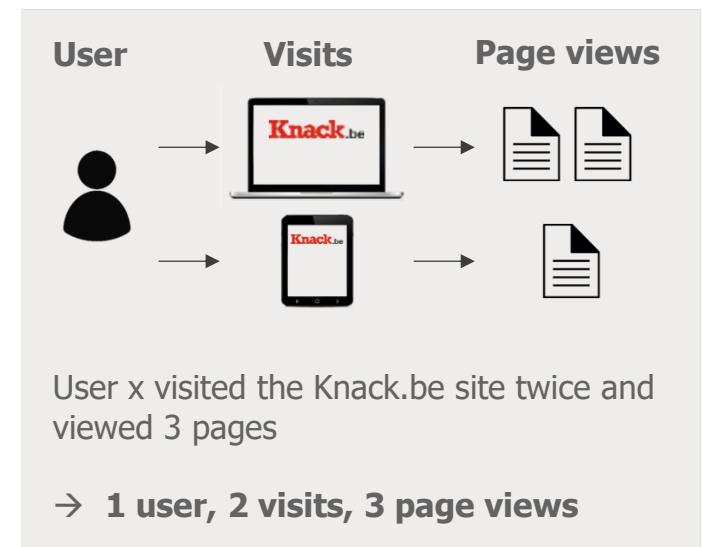 User Visits Page views
Knack.be
Knack.be
User x visited the Knack.be site twice and
viewed 3 pages
→ 1 user, 2 visits, 3 page views